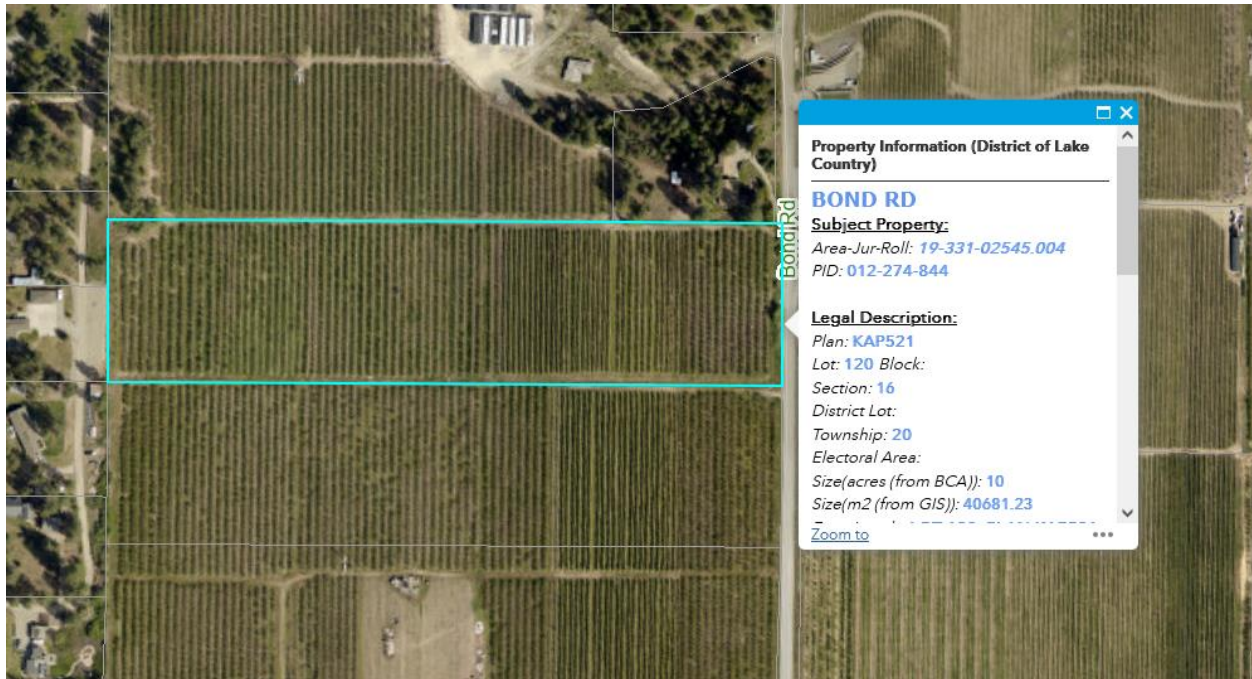 Bond Rd
Property Information (District of Lake
Country)
BOND RD
Subject Property:
Area-Jur-Roll: 19-331-02545.004
PID: 012-274-844
Legal Description:
Plan: KAP521
Lot: 120 Block:
Section: 16
District Lot:
Township: 20
Electoral Area:
Size(acres (from BCA)): 10
Size(m2 (from GIS)): 40681.23
Zoom to